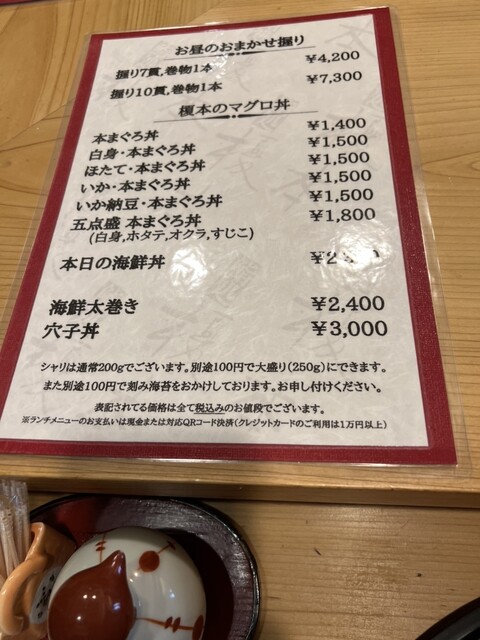 お昼のおまかせ握り
握り7貫,巻物1本 ¥4,200
握り10貫,巻物1本 ¥7,300
榎本のマグロ丼
本まぐろ丼 ¥1,400
白身・本まぐろ丼 ¥1,500
ほたて・本まぐろ丼 ¥1,500
いか・本まぐろ丼 ¥1,500
いか納豆・本まぐろ丼 ¥1,500
五点盛 本まぐろ丼 ¥1,800
(白身,ホタテ,オクラ,すじこ)
本日の海鮮丼
海鮮太巻き ¥2,400
穴子丼 ¥3,000
シャリは通常200gでございます。別途100円で大盛り(250g)にできます。
また別途100円で刻み海苔をおかけしております。お申し付けください。
表記されてる価格は全て税込みのお値段でございます。
※ランチメニューのお支払いは現金または対応QRコード決済(クレジットカードのご利用は1万円以上)